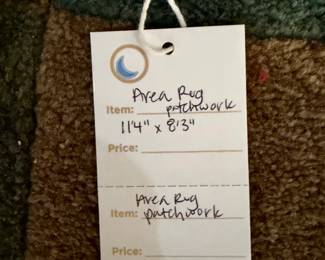 Area Rug
Item: patchwork
11'4" x 8'3"
Price:
Area Rug
Item: patchwork
Price: